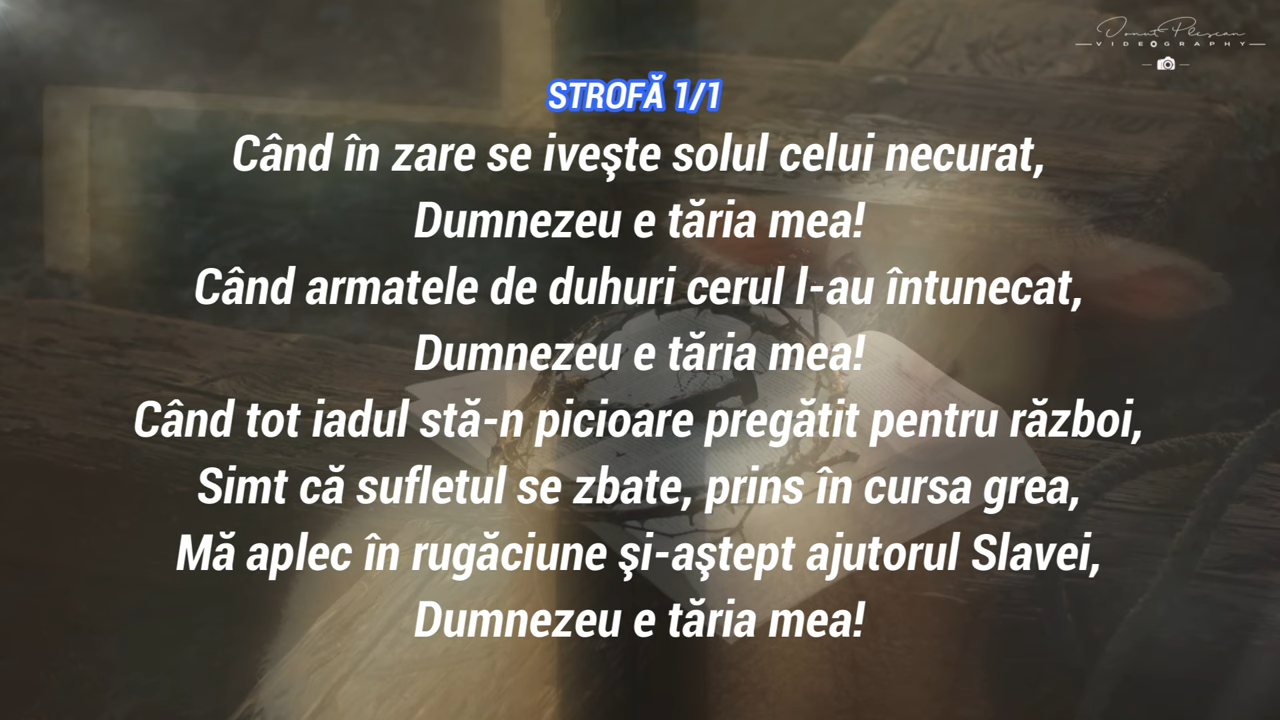 Donut Plescan
VIDEOGRAPHY
STROFĂ 1/1
Când în zare se iveşte solul celui necurat,
Dumnezeu e tăria mea!
Când armatele de duhuri cerul l-au întunecat,
Dumnezeu e tăria mea!
Când tot iadul stă-n picioare pregătit pentru război,
Simt că sufletul se zbate, prins în cursa grea,
Mă aplec în rugăciune şi-aştept ajutorul Slavei,
Dumnezeu e tăria mea!